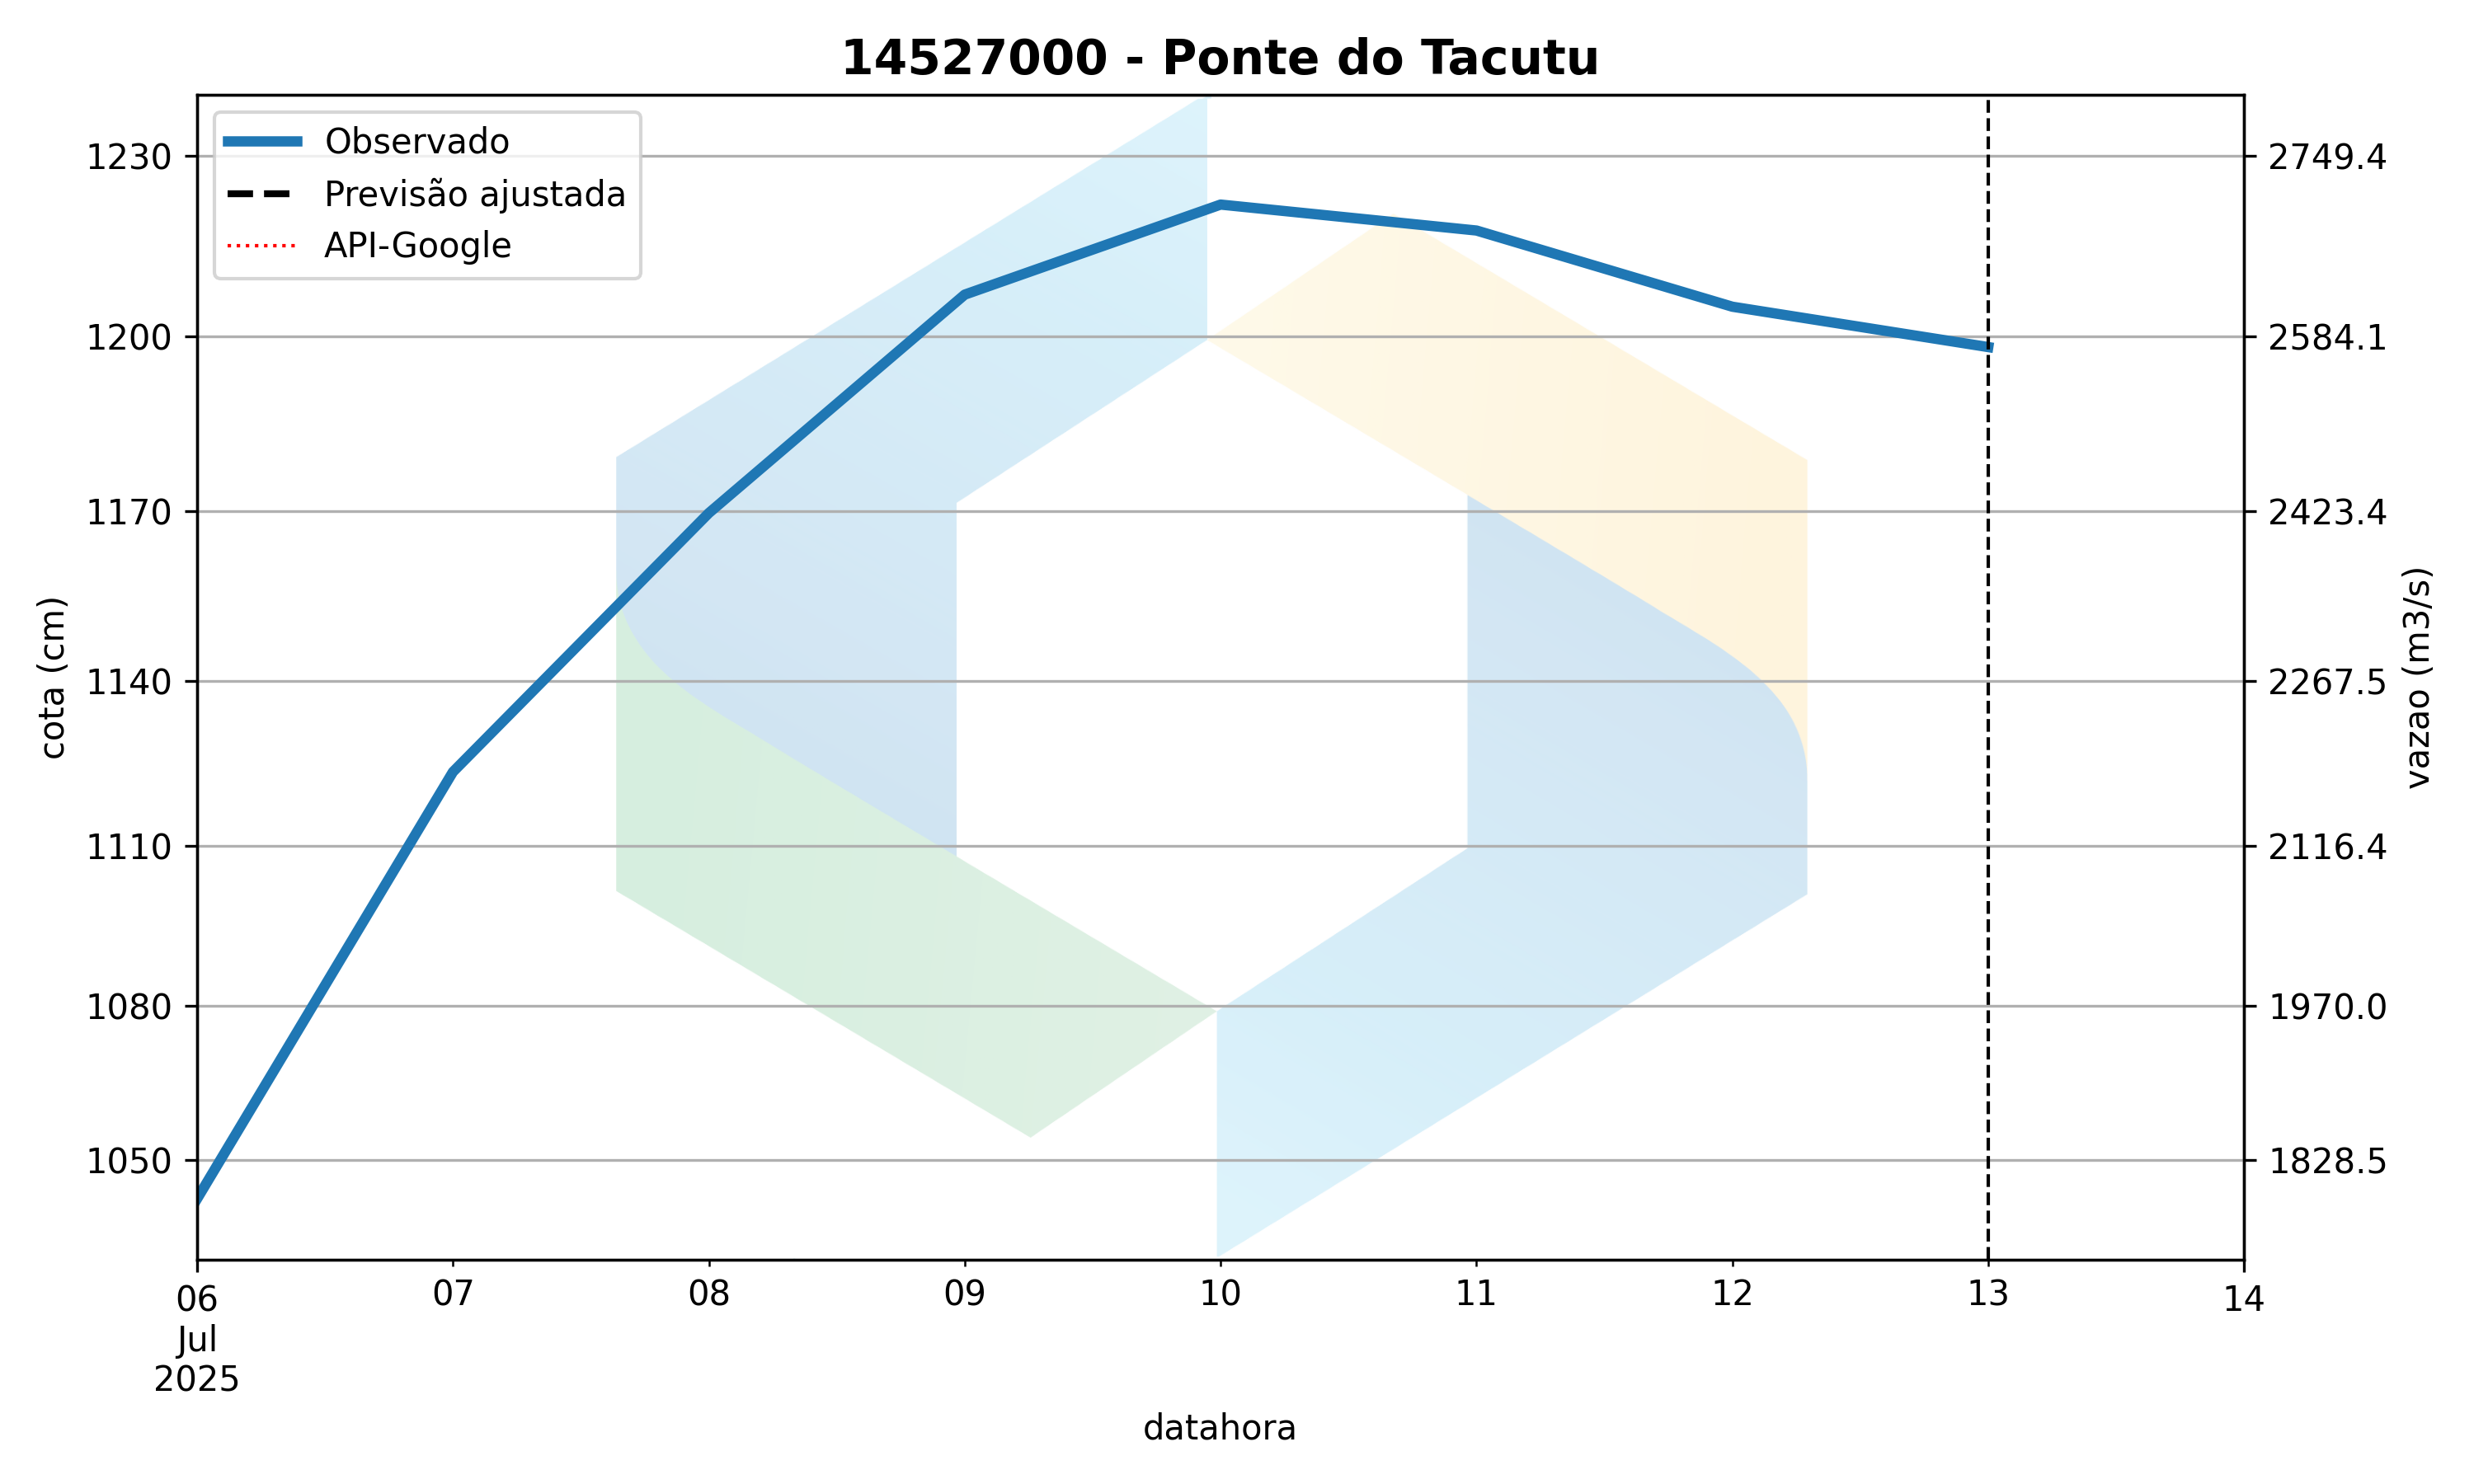 14527000 - Ponte do Tacutu
Observado
Previsão ajustada
API-Google
1230
1200
1170
1140
1110
1080
1050
cota (cm)
2749.4
2584.1
2423.4
2267.5
2116.4
1970.0
1828.5
vazao (m3/s)
06 07 08 09 10 11 12 13 14
Jul
2025
datahora